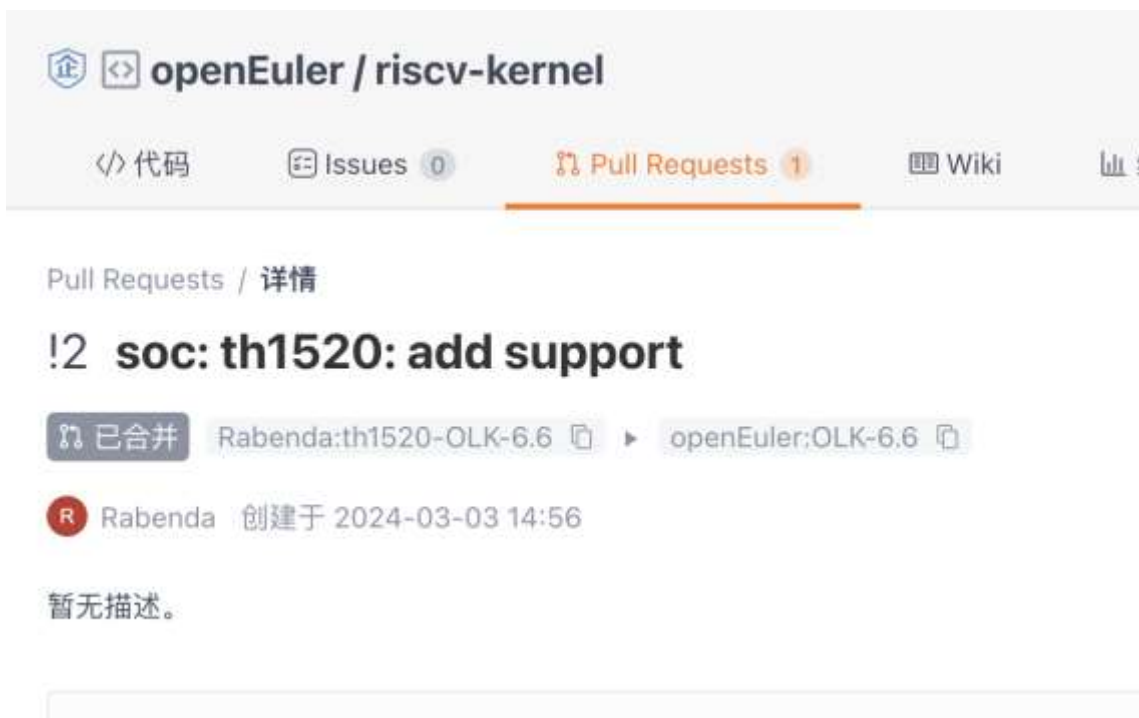 企 openEuler / riscv-kernel
</> 代码 Issues 0 Pull Requests 1 Wiki
Pull Requests / 详情
!2 soc: th1520: add support
已合并 Rabenda:th1520-OLK-6.6 ▸ openEuler:OLK-6.6
R Rabenda 创建于 2024-03-03 14:56
暂无描述。